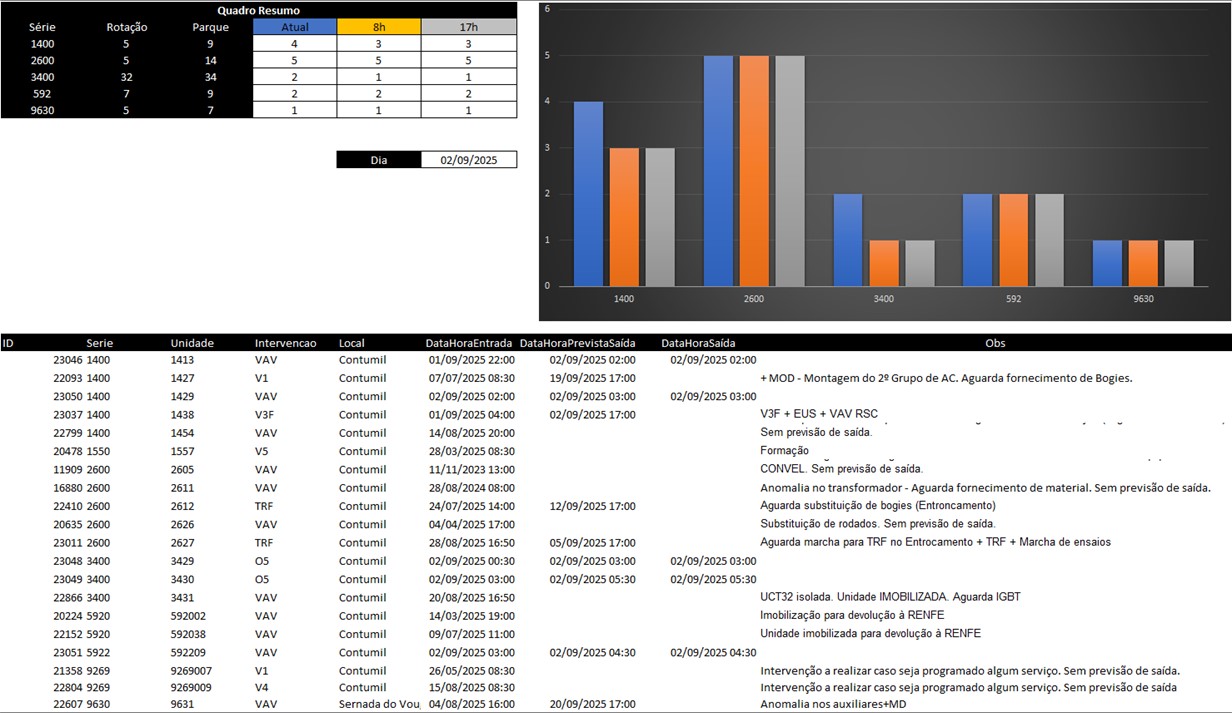 Quadro Resumo
Série Rotação Parque Atual 8h 17h
1400 5 9 4 3 3
2600 5 14 5 5 5
3400 32 34 2 1 1
592 7 9 2 2 2
9630 5 7 1 1 1
Dia 02/09/2025
6
5
4
3
2
1
0
1400 2600 3400 592 9630
ID Serie Unidade Intervencao Local DataHoraEntrada DataHoraPrevistaSaída DataHoraSaída Obs
23046 1400 1413 VAV Contumil 01/09/2025 22:00 02/09/2025 02:00 02/09/2025 02:00
22093 1400 1427 V1 Contumil 07/07/2025 08:30 19/09/2025 17:00 + MOD - Montagem do 2º Grupo de AC. Aguarda fornecimento de Bogies.
23050 1400 1429 VAV Contumil 02/09/2025 02:00 02/09/2025 03:00 02/09/2025 03:00
23037 1400 1438 V3F Contumil 01/09/2025 04:00 02/09/2025 17:00 V3F + EUS + VAV RSC
22799 1400 1454 VAV Contumil 14/08/2025 20:00 Sem previsão de saída.
20478 1550 1557 V5 Contumil 28/03/2025 08:30 Formação
11909 2600 2605 VAV Contumil 11/11/2023 13:00 CONVEL. Sem previsão de saída.
16880 2600 2611 VAV Contumil 28/08/2024 08:00 Anomalia no transformador - Aguarda fornecimento de material. Sem previsão de saída.
22410 2600 2612 TRF Contumil 24/07/2025 14:00 12/09/2025 17:00 Aguarda substituição de bogies (Entroncamento)
20635 2600 2626 VAV Contumil 04/04/2025 17:00 Substituição de rodados. Sem previsão de saída.
23011 2600 2627 TRF Contumil 28/08/2025 16:50 05/09/2025 17:00 Aguarda marcha para TRF no Entrocamento + TRF + Marcha de ensaios
23048 3400 3429 O5 Contumil 02/09/2025 00:30 02/09/2025 03:00 02/09/2025 03:00
23049 3400 3430 O5 Contumil 02/09/2025 03:00 02/09/2025 05:30 02/09/2025 05:30
22866 3400 3431 VAV Contumil 20/08/2025 16:50 UCT32 isolada. Unidade IMOBILIZADA. Aguarda IGBT
20224 5920 592002 VAV Contumil 14/03/2025 19:00 Imobilização para devolução à RENFE
22152 5920 592038 VAV Contumil 09/07/2025 11:00 Unidade imobilizada para devolução à RENFE
23051 5922 592209 VAV Contumil 02/09/2025 03:00 02/09/2025 04:30 02/09/2025 04:30
21358 9269 9269007 V1 Contumil 26/05/2025 08:30 Intervenção a realizar caso seja programado algum serviço. Sem previsão de saída.
22804 9269 9269009 V4 Contumil 15/08/2025 08:30 Intervenção a realizar caso seja programado algum serviço. Sem previsão de saída
22607 9630 9631 VAV Sernada do Vou 04/08/2025 16:00 20/09/2025 17:00 Anomalia nos auxiliares+MD